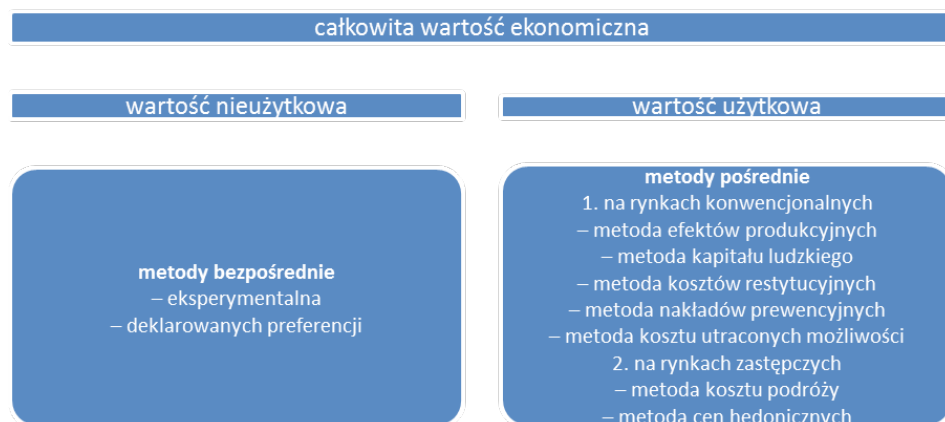 całkowita wartość ekonomiczna
wartość nieużytkowa
wartość użytkowa
metody bezpośrednie
– eksperymentalna
– deklarowanych preferencji
metody pośrednie
1. na rynkach konwencjonalnych
– metoda efektów produkcyjnych
– metoda kapitału ludzkiego
– metoda kosztów restytucyjnych
– metoda nakładów prewencyjnych
– metoda kosztu utraconych możliwości
2. na rynkach zastępczych
– metoda kosztu podróży
– metoda cen hedonicznych